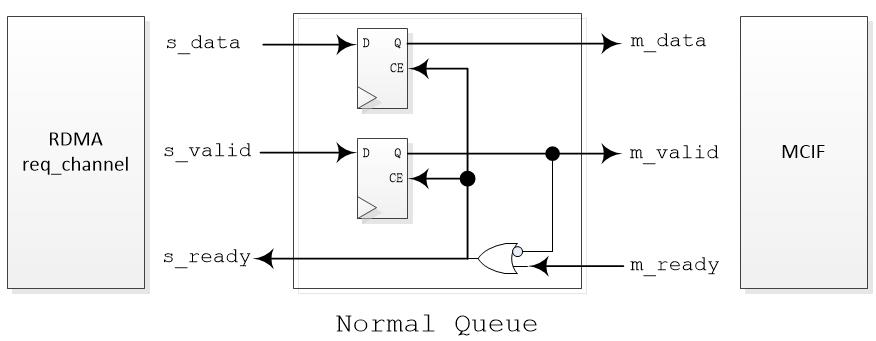 RDMA
req_channel
s_data
D Q
CE
m_data
s_valid
D Q
CE
m_valid
s_ready
m_ready
MCIF
Normal Queue